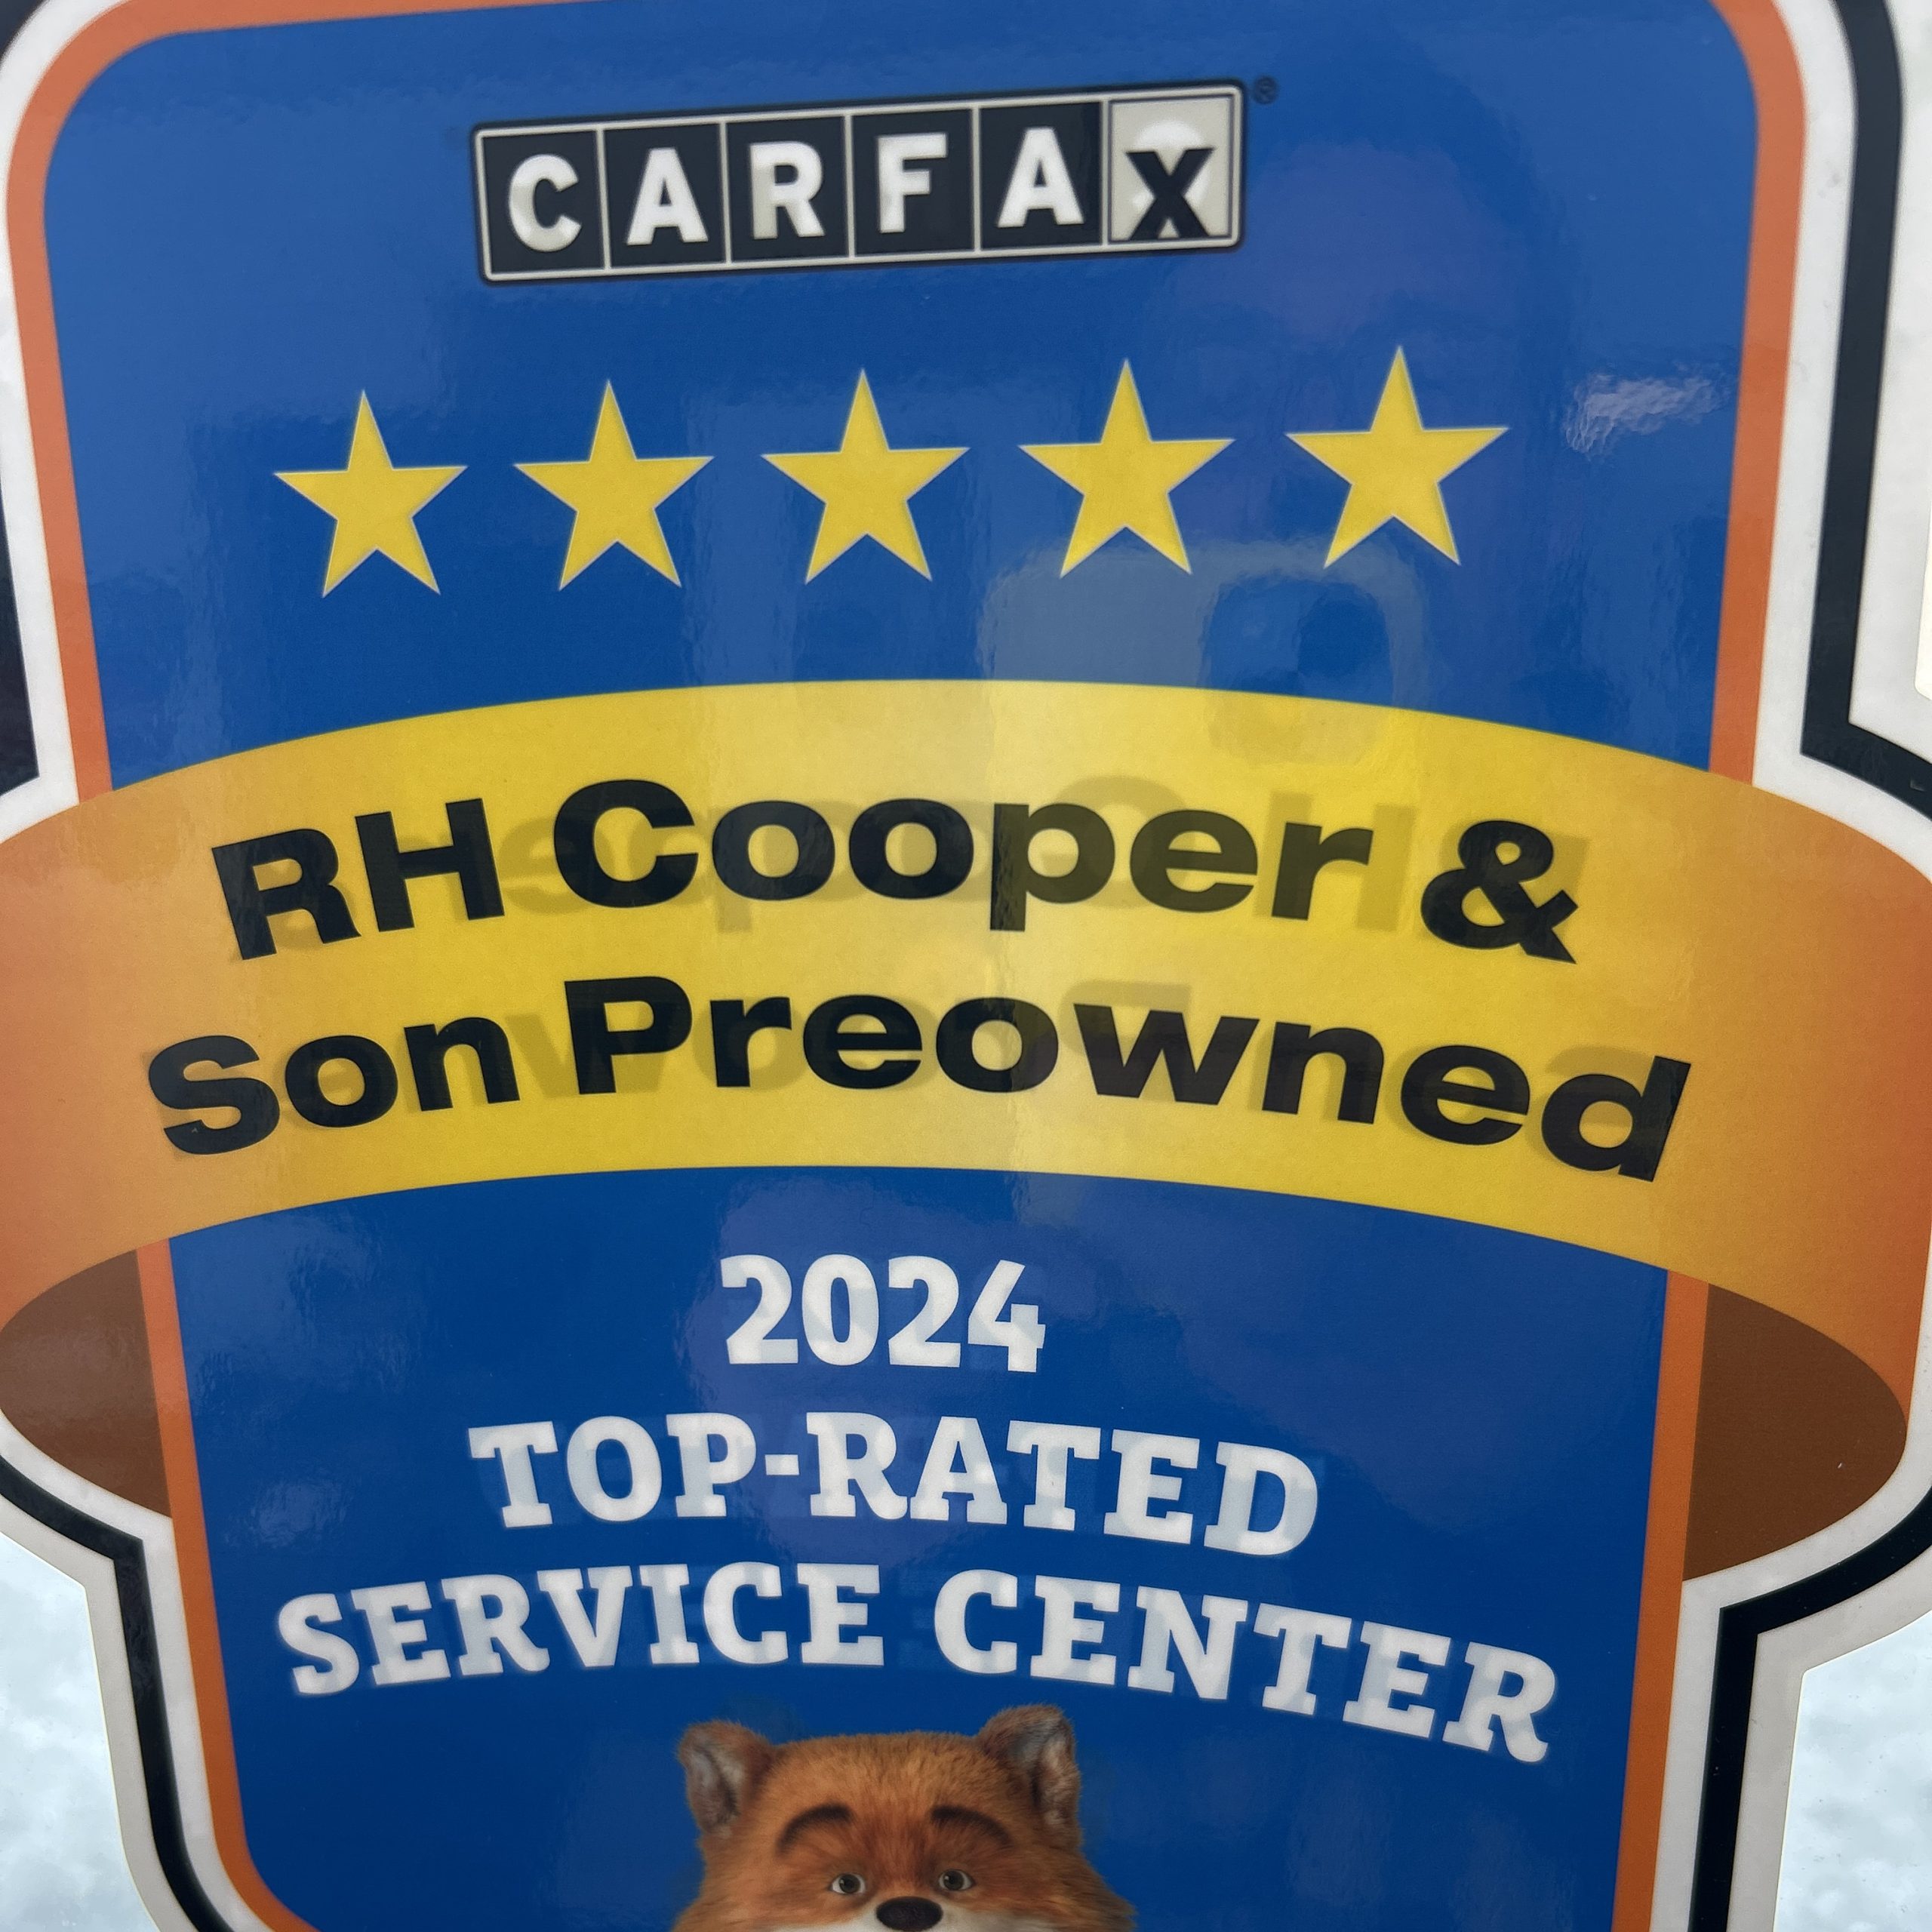 CARFAX®
RH Cooper &
Son Preowned
2024
TOP-RATED
SERVICE CENTER